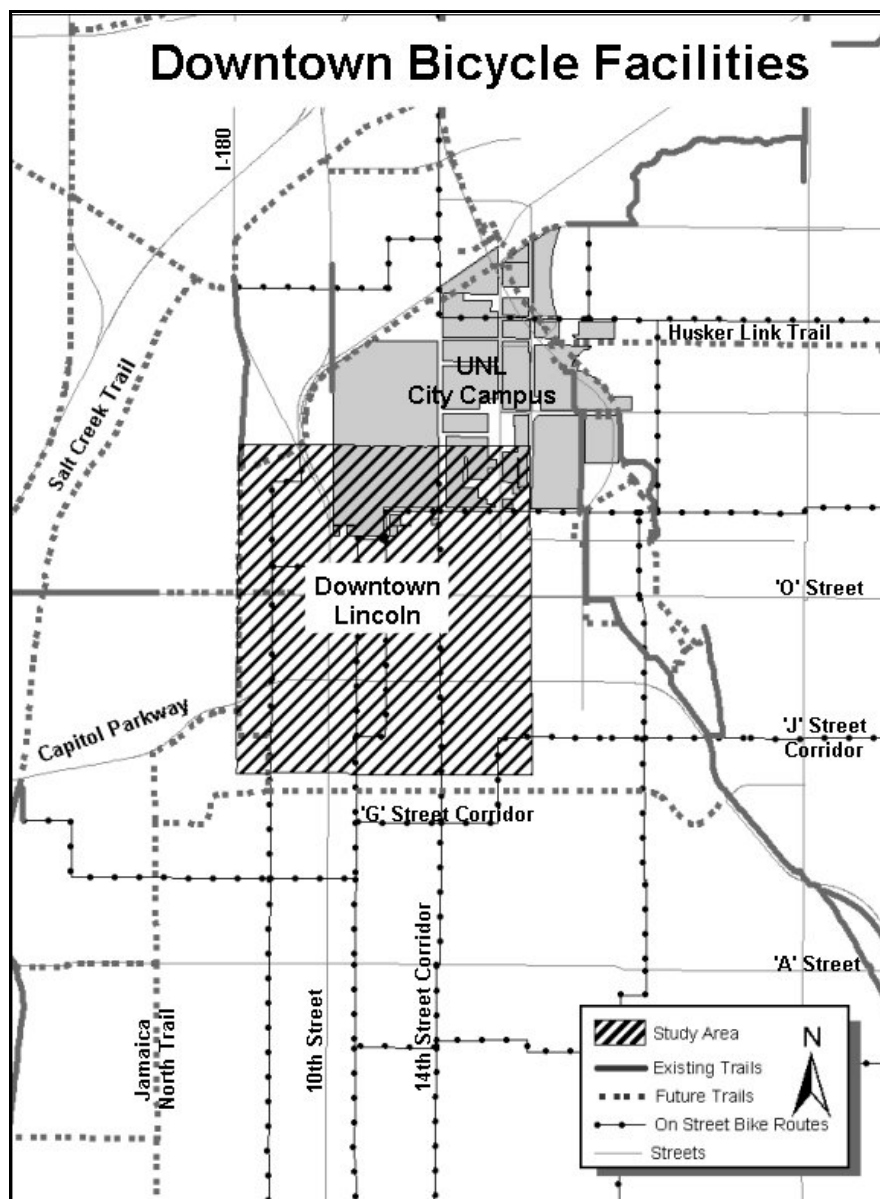 Downtown Bicycle Facilities
I-180
Husker Link Trail
UNL
City Campus
Salt Creek Trail
'O' Street
Downtown
Lincoln
Capitol Parkway
'J' Street
Corridor
'G' Street Corridor
'A' Street
Jamaica
North Trail
10th Street
14th Street Corridor
Study Area
N
Existing Trails
Future Trails
On Street Bike Routes
Streets